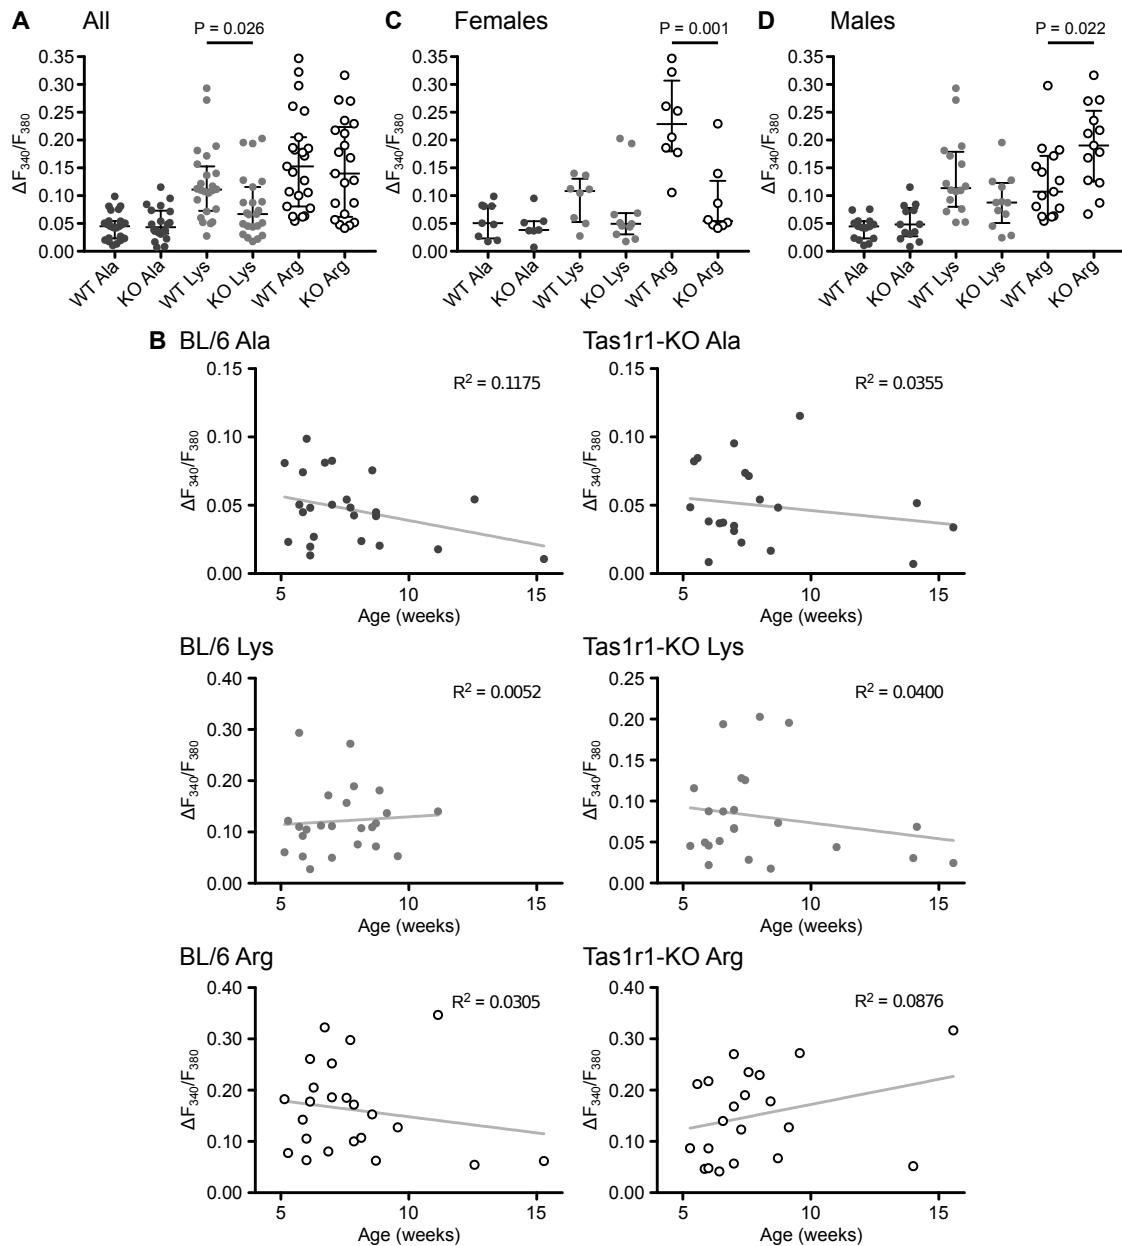 A All
P = 0.026
ΔF340/F380
0.35
0.30
0.25
0.20
0.15
0.10
0.05
0.00
WT Ala
KO Ala
WT Lys
KO Lys
WT Arg
KO Arg
C Females
P = 0.001
0.35
0.30
0.25
0.20
0.15
0.10
0.05
0.00
ΔF340/F380
WT Ala
KO Ala
WT Lys
KO Lys
WT Arg
KO Arg
D Males
P = 0.022
0.35
0.30
0.25
0.20
0.15
0.10
0.05
0.00
ΔF340/F380
WT Ala
KO Ala
WT Lys
KO Lys
WT Arg
KO Arg
B BL/6 Ala
R2 = 0.1175
ΔF340/F380
0.15
0.10
0.05
0.00
5 10 15
Age (weeks)
Tas1r1-KO Ala
R2 = 0.0355
ΔF340/F380
0.15
0.10
0.05
0.00
5 10 15
Age (weeks)
BL/6 Lys
R2 = 0.0052
ΔF340/F380
0.40
0.30
0.20
0.10
0.00
5 10 15
Age (weeks)
Tas1r1-KO Lys
R2 = 0.0400
ΔF340/F380
0.25
0.20
0.15
0.10
0.05
0.00
5 10 15
Age (weeks)
BL/6 Arg
R2 = 0.0305
ΔF340/F380
0.40
0.30
0.20
0.10
0.00
5 10 15
Age (weeks)
Tas1r1-KO Arg
R2 = 0.0876
ΔF340/F380
0.40
0.30
0.20
0.10
0.00
5 10 15
Age (weeks)